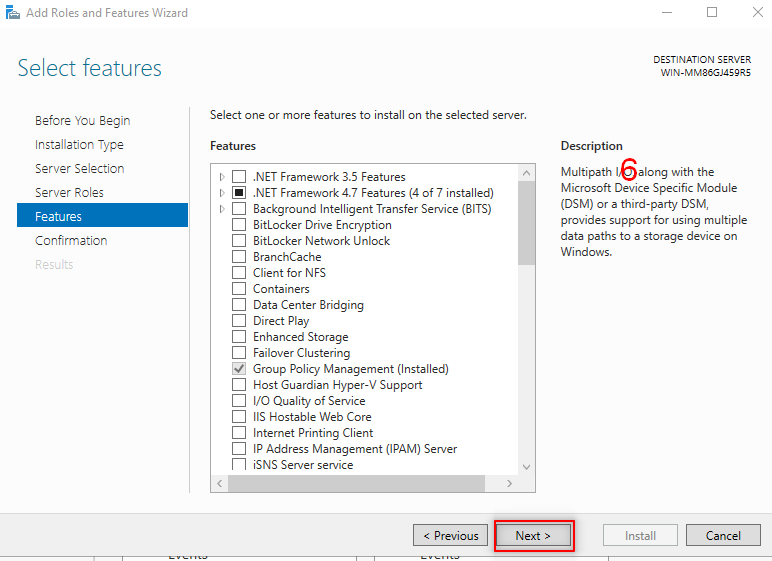 Add Roles and Features Wizard
Select features
DESTINATION SERVER
WIN-MM86GJ459R5
Before You Begin
Installation Type
Server Selection
Server Roles
Features
Confirmation
Results
Select one or more features to install on the selected server.
Features
.NET Framework 3.5 Features
.NET Framework 4.7 Features (4 of 7 installed)
Background Intelligent Transfer Service (BITS)
BitLocker Drive Encryption
BitLocker Network Unlock
BranchCache
Client for NFS
Containers
Data Center Bridging
Direct Play
Enhanced Storage
Failover Clustering
Group Policy Management (Installed)
Host Guardian Hyper-V Support
I/O Quality of Service
IIS Hostable Web Core
Internet Printing Client
IP Address Management (IPAM) Server
iSNS Server service
Description
6
Multipath I/O, along with the
Microsoft Device Specific Module
(DSM) or a third-party DSM,
provides support for using multiple
data paths to a storage device on
Windows.
< Previous
Next >
Install
Cancel
Events
Events